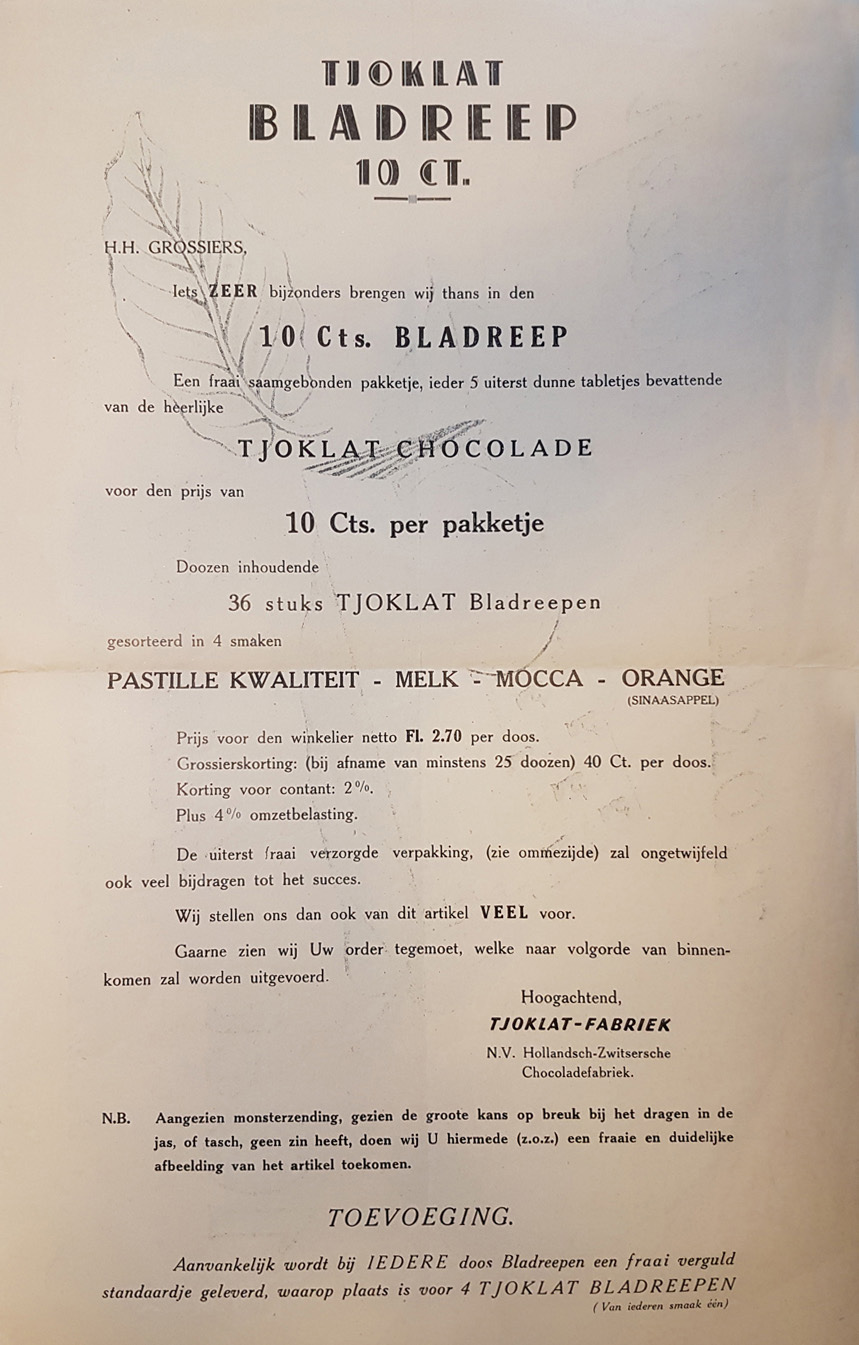 TJOKLAT
BLADREEP
10 CT.
H.H. GROSSIERS,
Iets ZEER bijzonders brengen wij thans in den
10 Cts. BLADREEP
Een fraai saamgebonden pakketje, ieder 5 uiterst dunne tabletjes bevattende
van de heerlijke
TJOKLAT CHOCOLADE
voor den prijs van
10 Cts. per pakketje
Doozen inhoudende
36 stuks TJOKLAT Bladreepen
gesorteerd in 4 smaken
PASTILLE KWALITEIT - MELK - MOCCA - ORANGE
(SINAASAPPEL)
Prijs voor den winkelier netto Fl. 2.70 per doos.
Grossierskorting: (bij afname van minstens 25 doozen) 40 Ct. per doos.
Korting voor contant: 2%.
Plus 4% omzetbelasting.
De uiterst fraai verzorgde verpakking, (zie ommezijde) zal ongetwijfeld
ook veel bijdragen tot het succes.
Wij stellen ons dan ook van dit artikel VEEL voor.
Gaarne zien wij Uw order tegemoet, welke naar volgorde van binnen-
komen zal worden uitgevoerd.
Hoogachtend,
TJOKLAT-FABRIEK
N.V. Hollandsch-Zwitsersche
Chocoladefabriek.
N.B. Aangezien monsterzending, gezien de groote kans op breuk bij het dragen in de
jas, of tasch, geen zin heeft, doen wij U hiermede (z.o.z.) een fraaie en duidelijke
afbeelding van het artikel toekomen.
TOEVOEGING.
Aanvankelijk wordt bij IEDERE doos Bladreepen een fraai verguld
standaardje geleverd, waarop plaats is voor 4 TJOKLAT BLADREEPEN
(Van iederen smaak één)